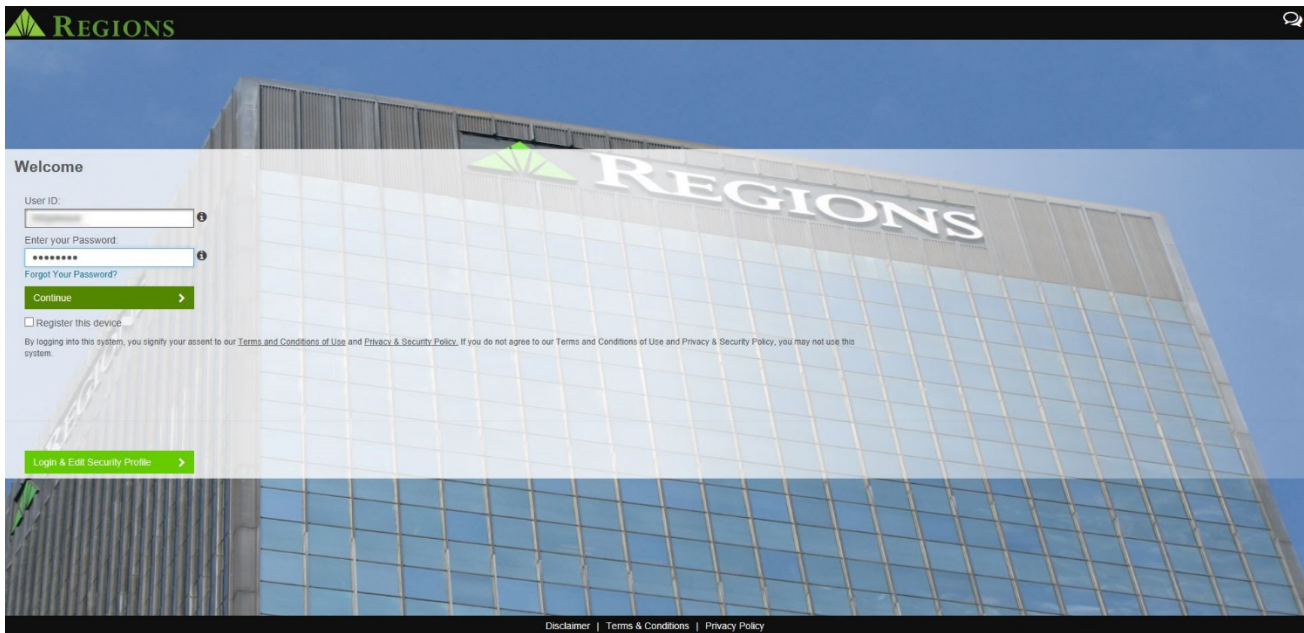 REGIONS
REGIONS
Welcome
User ID:
Enter your Password:
Forgot Your Password?
Continue
Register this device
By logging into this system, you signify your assent to our Terms and Conditions of Use and Privacy & Security Policy. If you do not agree to our Terms and Conditions of Use and Privacy & Security Policy, you may not use this
system.
Login & Edit Security Profile
Disclaimer | Terms & Conditions | Privacy Policy